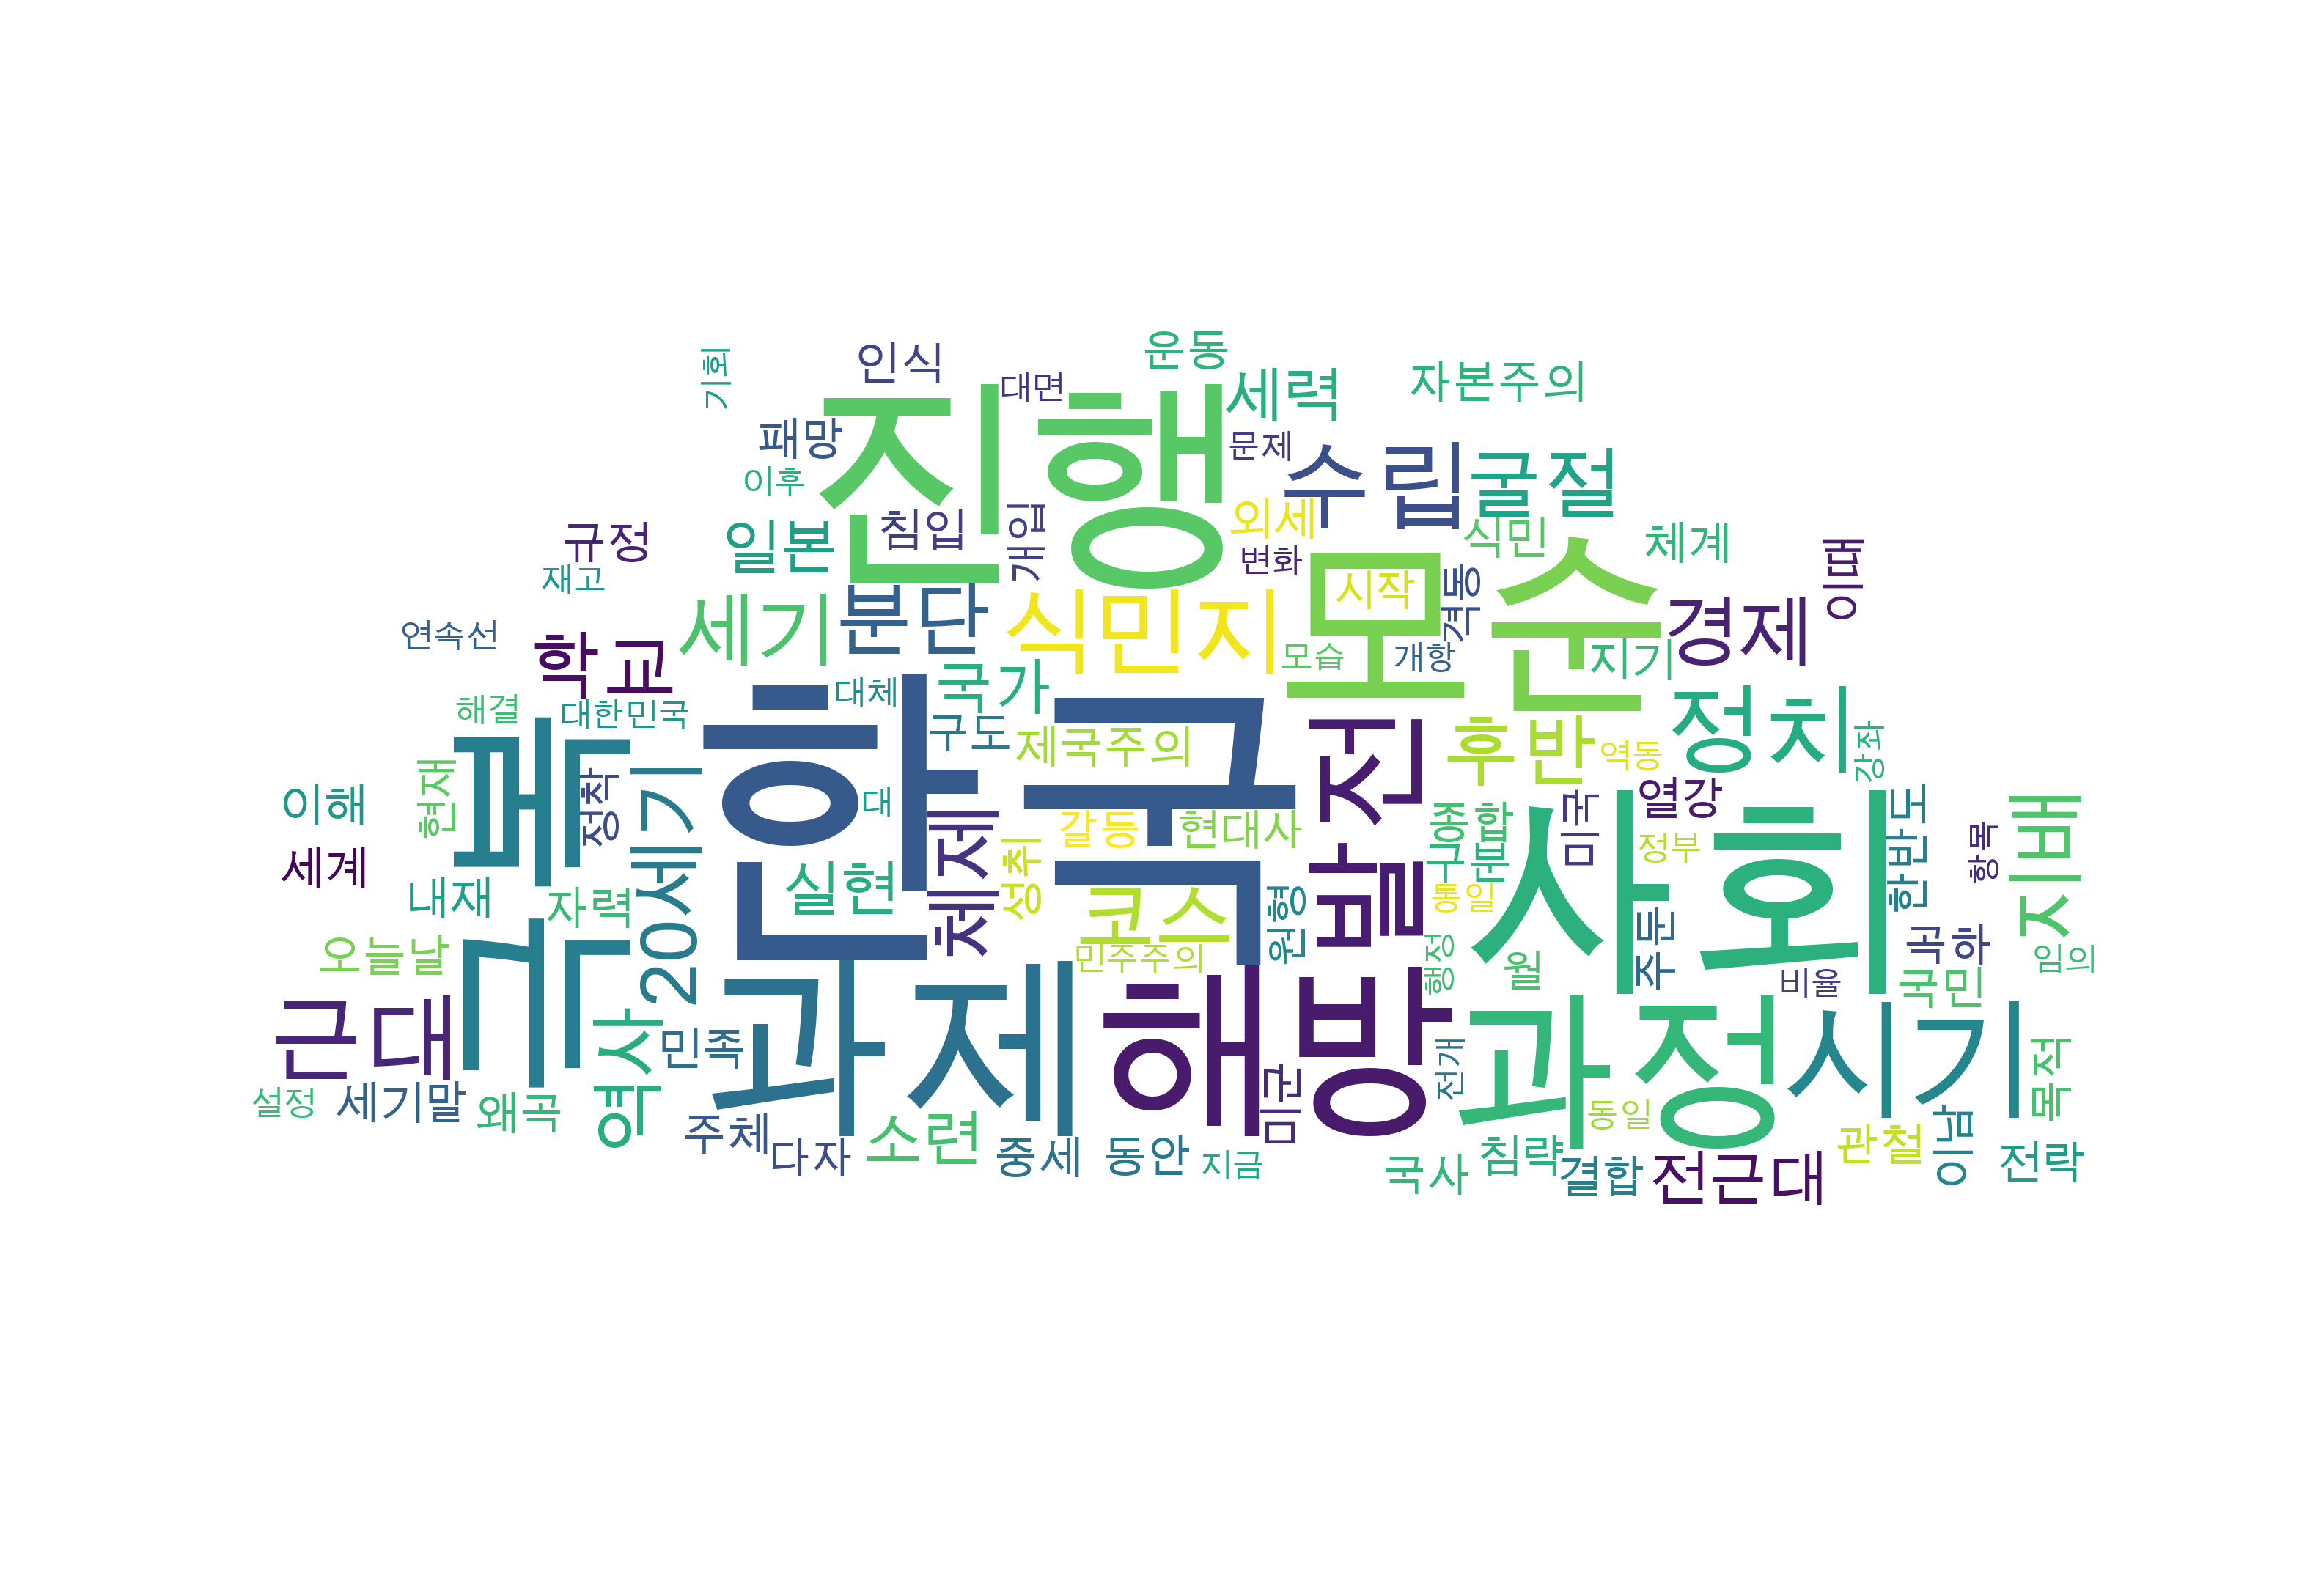 기회
인식
운동
대면
세력
자본주의
진행
패망
문제
수립
굴절
이후
외세
일본
침입
개입
식민
체계
규정
변화
모순
이때
재고
시작
격동
세기
분단
식민지
경제
연속선
학교
모습
개항
지기
국가
대체
해결
대한민국
한국
구도
제국주의
발전
후반
역동
정치
강좌
북국
현재
정착
20세기
이해
대
체제
성취
갈등
현대사
종합
미국
열강
사회
한반도
항목
지배
세계
구분
정부
내재
자력
실현
코스
원형
통일
주둔
오늘날
민주주의
행정
월
국하
임의
비율
국민
근대
역사
민족
과제
해방
미군
전개
과정
시기
목적
설정
세기말
왜곡
동일
주체
다자
소련
중세
동안
지금
국사
침략
결합
전근대
관철
이념
전략